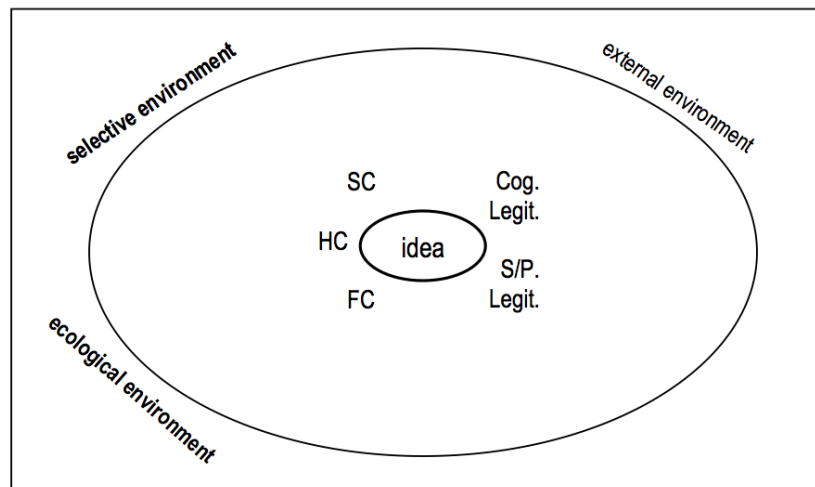 selective environment
external environment
SC
Cog.
Legit.
HC
idea
S/P.
Legit.
FC
ecological environment